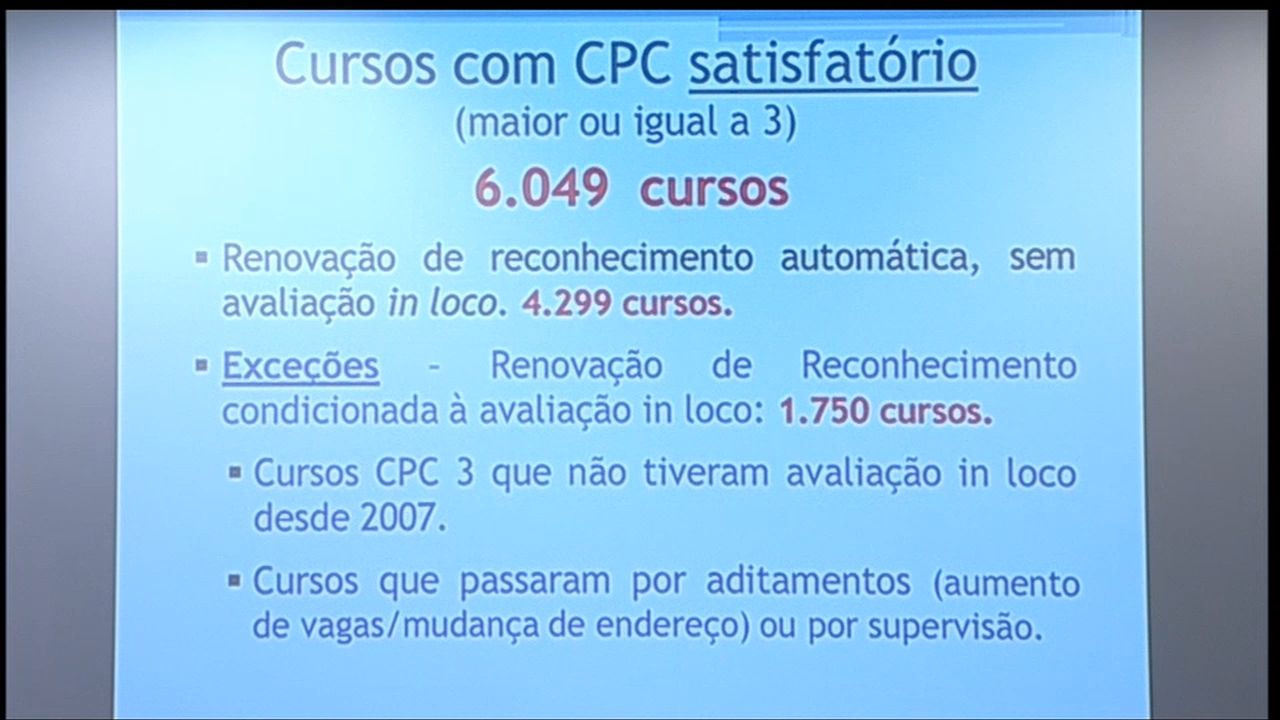 Cursos com CPC satisfatório
(maior ou igual a 3)
6.049 cursos
▪ Renovação de reconhecimento automática, sem
avaliação in loco. 4.299 cursos.
▪ Exceções - Renovação de Reconhecimento
condicionada à avaliação in loco: 1.750 cursos.
▪ Cursos CPC 3 que não tiveram avaliação in loco
desde 2007.
▪ Cursos que passaram por aditamentos (aumento
de vagas/mudança de endereço) ou por supervisão.